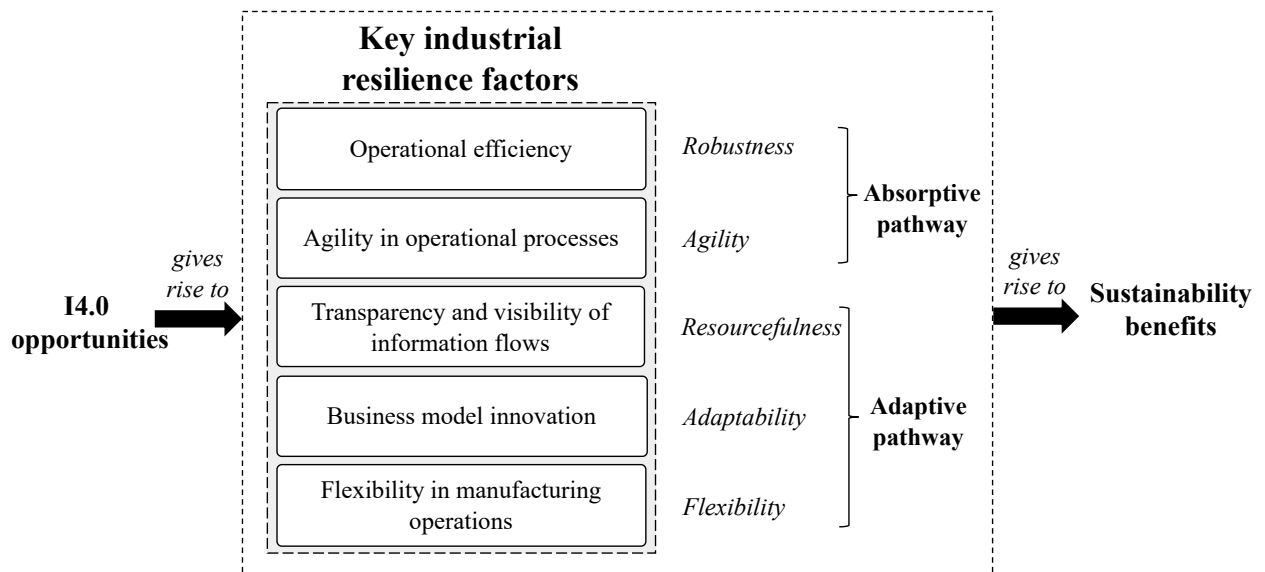 Key industrial
resilience factors
Operational efficiency
Robustness
Agility in operational processes
Agility
Absorptive
pathway
gives
rise to
I4.0
opportunities
Transparency and visibility of
information flows
Resourcefulness
Business model innovation
Adaptability
Adaptive
pathway
Flexibility in manufacturing
operations
Flexibility
gives
rise to
Sustainability
benefits